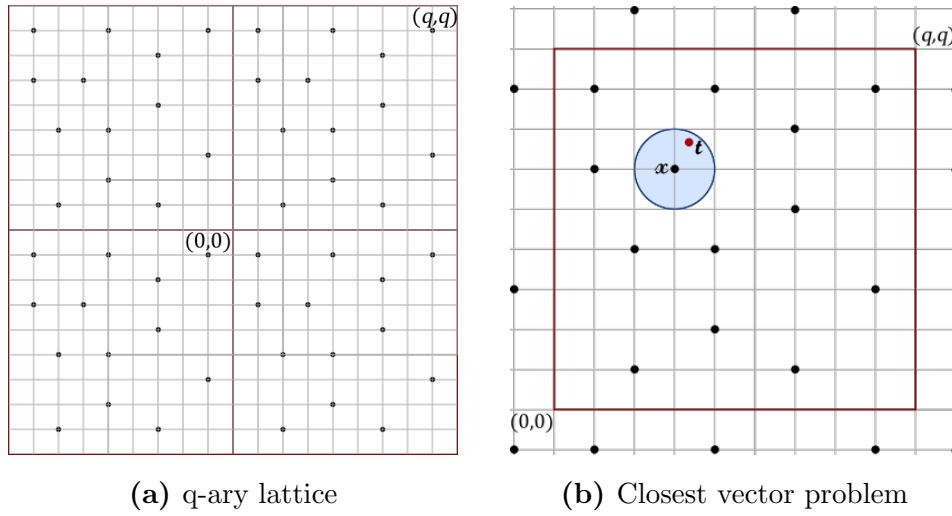 (q,q)
(0,0)
(a) q-ary lattice
(q,q)
t
x
(0,0)
(b) Closest vector problem